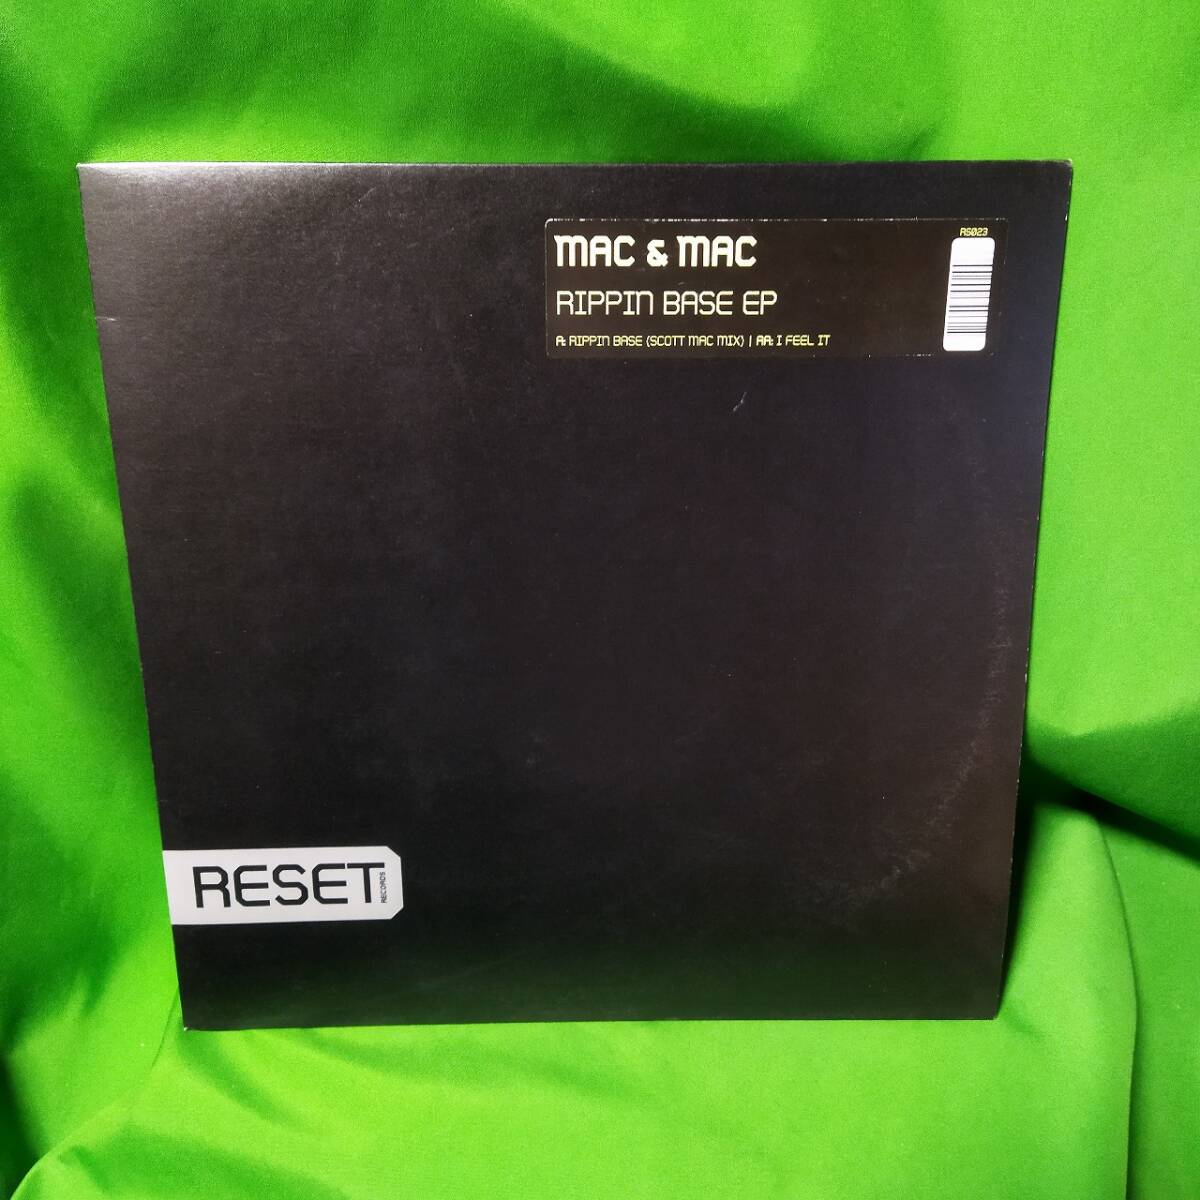 RS023
MAC & MAC
RIPPIN BASE EP
A: RIPPIN BASE (SCOTT MAC MIX) | AA: I FEEL IT
RESET
RECORDS